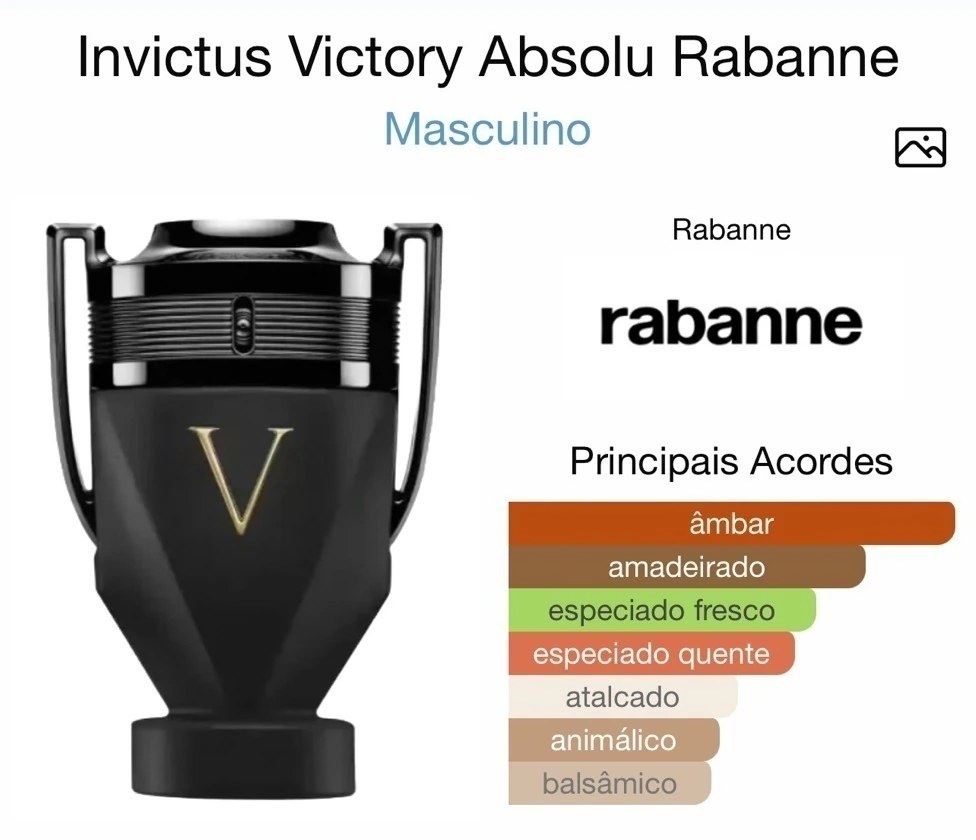 Invictus Victory Absolu Rabanne
Masculino
Rabanne
rabanne
V
Principais Acordes
âmbar
amadeirado
especiado fresco
especiado quente
atalcado
animálico
balsâmico